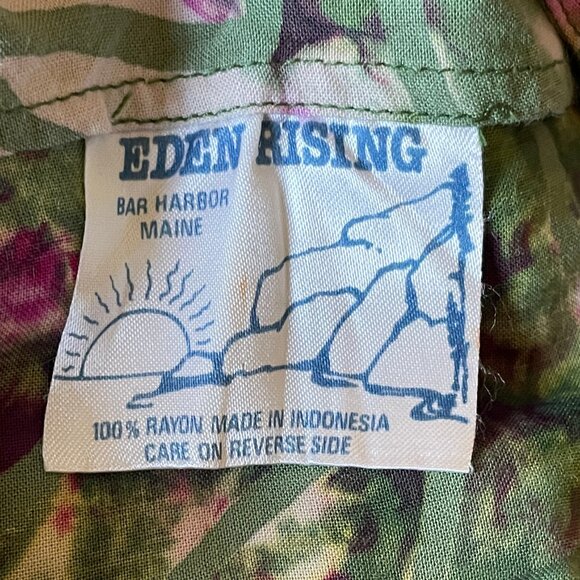 EDEN RISING
BAR HARBOR
MAINE
100% RAYON MADE IN INDONESIA
CARE ON REVERSE SIDE